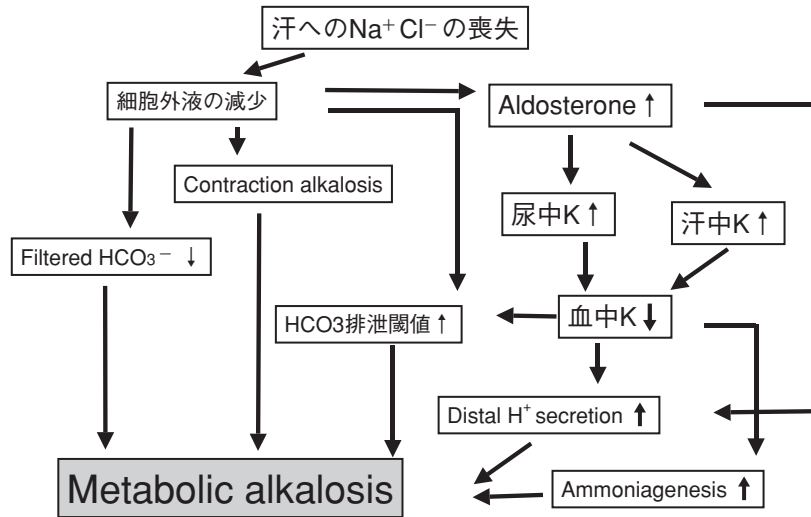 汗へのNa⁺Cl⁻の喪失
細胞外液の減少
Aldosterone↑
Contraction alkalosis
尿中K↑
汗中K↑
Filtered HCO₃⁻ ↓
HCO3排泄閾値↑
血中K↓
Distal H⁺ secretion ↑
Metabolic alkalosis
Ammoniagenesis ↑